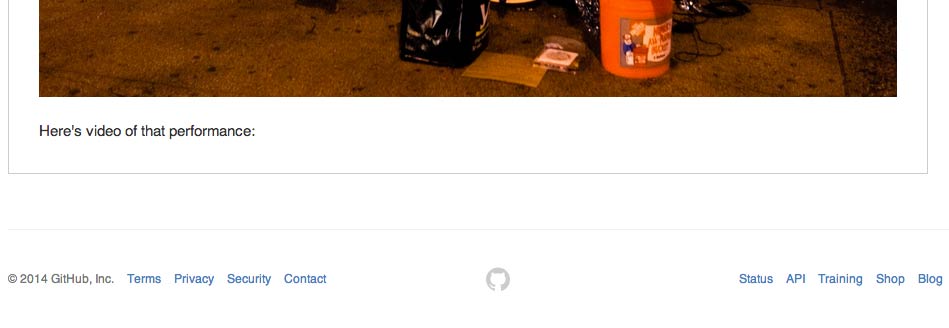 Here's video of that performance:
© 2014 GitHub, Inc. Terms Privacy Security Contact Status API Training Shop Blog